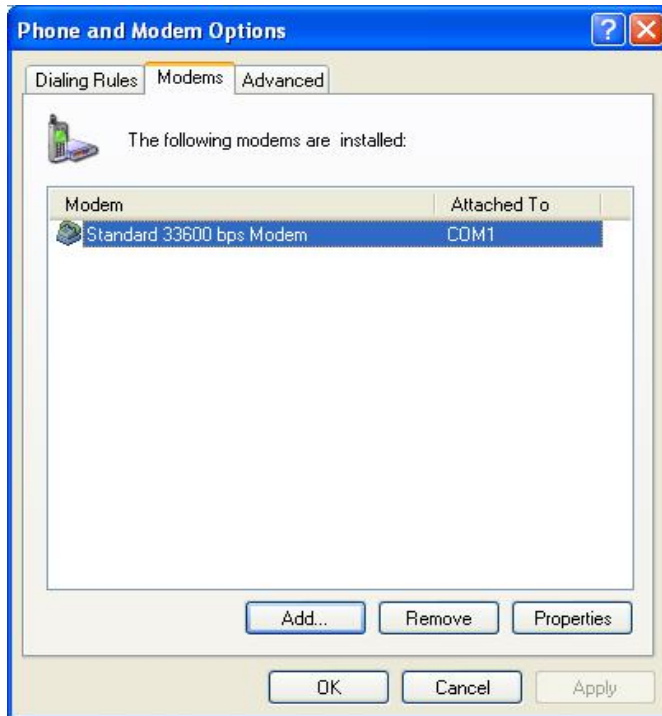 Phone and Modem Options
Dialing Rules Modems Advanced
The following modems are installed:
Modem Attached To
Standard 33600 bps Modem COM1
Add... Remove Properties
OK Cancel Apply